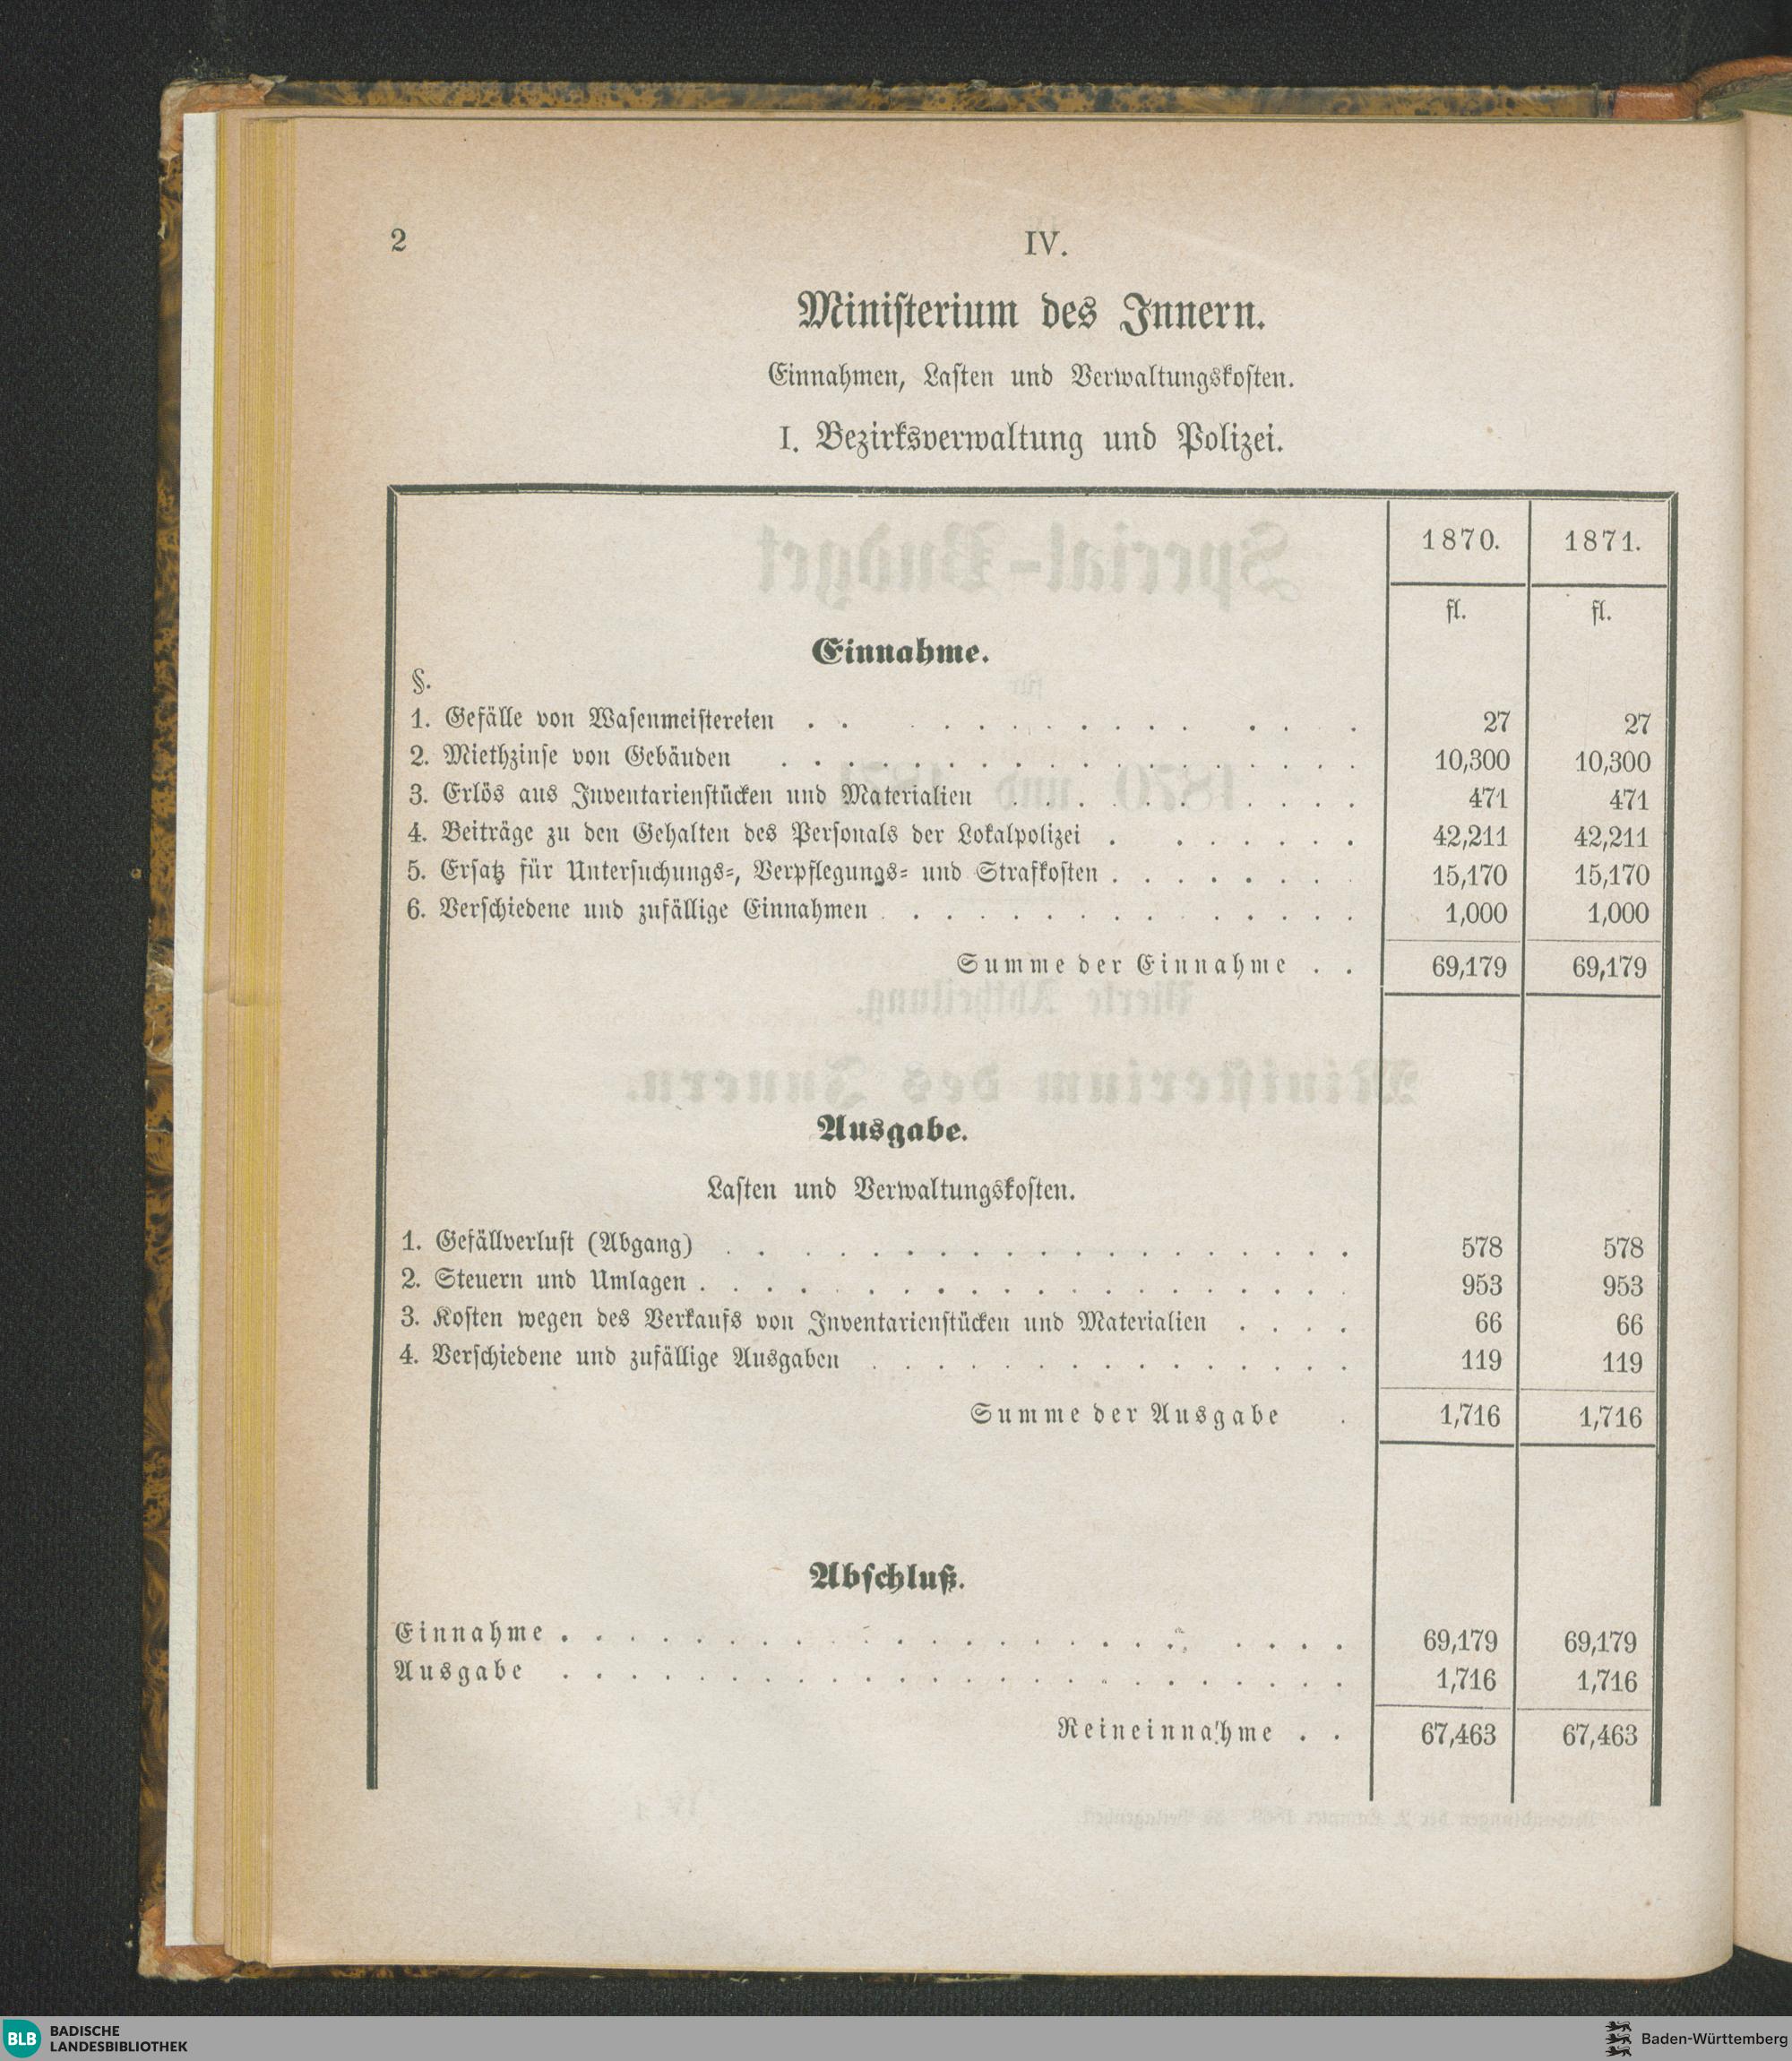 2
IV.
Ministerium des Innern.
Einnahmen, Lasten und Verwaltungskosten.
I. Bezirksverwaltung und Polizei.
1870. 1871.
fl. fl.
Einnahme.
§.
1. Gefälle von Wasenmeistereien . . . . . . . . . . . . . 27 27
2. Miethzinse von Gebäuden . . . . . . . . . . . . . . . . . . 10,300 10,300
3. Erlös aus Inventarienstücken und Materialien . . . . . . . . . . 471 471
4. Beiträge zu den Gehalten des Personals der Lokalpolizei . . . . . . . 42,211 42,211
5. Ersatz für Untersuchungs-, Verpflegungs- und Strafkosten . . . . . . . 15,170 15,170
6. Verschiedene und zufällige Einnahmen . . . . . . . . . . . . . . 1,000 1,000
Summe der Einnahme . . 69,179 69,179
Ausgabe.
Lasten und Verwaltungskosten.
1. Gefällverlust (Abgang) . . . . . . . . . . . . . . . . . . . 578 578
2. Steuern und Umlagen . . . . . . . . . . . . . . . . . . . 953 953
3. Kosten wegen des Verkaufs von Inventarienstücken und Materialien . . . . 66 66
4. Verschiedene und zufällige Ausgaben . . . . . . . . . . . . . . . 119 119
Summe der Ausgabe . 1,716 1,716
Abschluß.
Einnahme . . . . . . . . . . . . . . . . . . . . . . . . 69,179 69,179
Ausgabe . . . . . . . . . . . . . . . . . . . . . . . . 1,716 1,716
Reineinnahme . . 67,463 67,463
BLB BADISCHE
LANDESBIBLIOTHEK
Baden-Württemberg